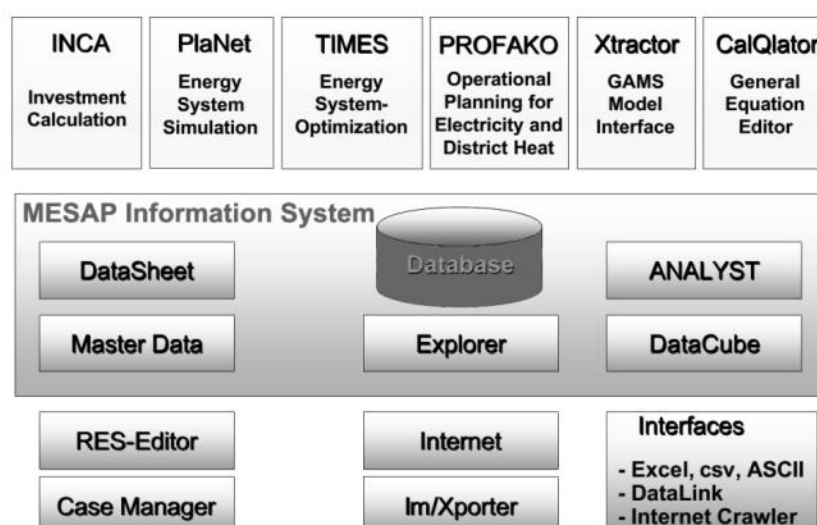 INCA
Investment
Calculation
PlaNet
Energy
System
Simulation
TIMES
Energy
System-
Optimization
PROFAKO
Operational
Planning for
Electricity and
District Heat
Xtractor
GAMS
Model
Interface
CalQlator
General
Equation
Editor
MESAP Information System
DataSheet
Database
ANALYST
Master Data
Explorer
DataCube
RES-Editor
Internet
Interfaces
- Excel, csv, ASCII
- DataLink
- Internet Crawler
Case Manager
Im/Xporter